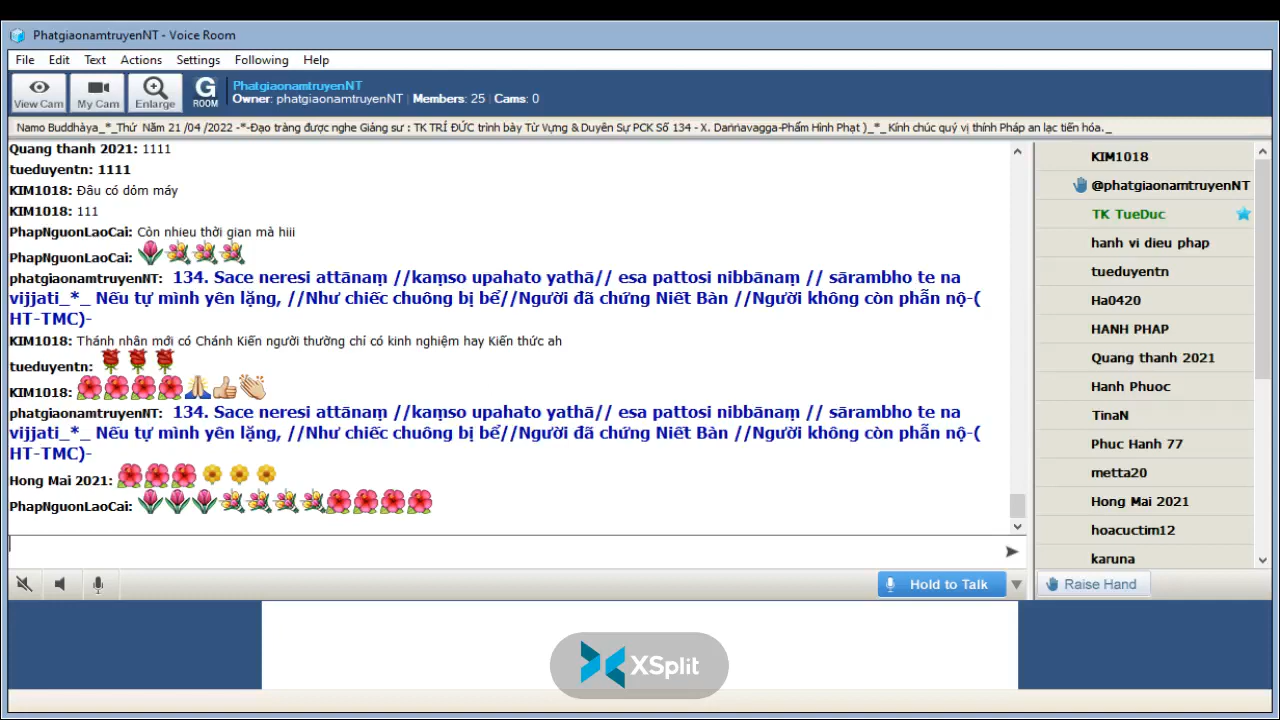 PhatgiaonamtruyenNT - Voice Room
File Edit Text Actions Settings Following Help
View Cam My Cam Enlarge G ROOM
PhatgiaonamtruyenNT
Owner: phatgiaonamtruyenNT | Members: 25 | Cams: 0
Namo Buddhàya_*_Thứ Năm 21 /04 /2022 -*-Đạo tràng được nghe Giảng sư : TK TRÍ ĐỨC trình bày Từ Vựng & Duyên Sự PCK Số 134 - X. Daṇṇavagga-Phẩm Hình Phạt )_*_ Kính chúc quý vị thính Pháp an lạc tiến hóa._
Quang thanh 2021: 1111
tueduyentn: 1111
KIM1018: Đâu có dóm máy
KIM1018: 111
PhapNguonLaoCai: Còn nhieu thời gian mà hiii
PhapNguonLaoCai:
phatgiaonamtruyenNT: 134. Sace neresi attānaṃ //kaṃso upahato yathā// esa pattosi nibbānaṃ // sārambho te na
vijjati_*_ Nếu tự mình yên lặng, //Như chiếc chuông bị bể//Người đã chứng Niết Bàn //Người không còn phẫn nộ-(
HT-TMC)-
KIM1018: Thánh nhân mới có Chánh Kiến người thường chỉ có kinh nghiệm hay Kiến thức ah
tueduyentn:
KIM1018:
phatgiaonamtruyenNT: 134. Sace neresi attānaṃ //kaṃso upahato yathā// esa pattosi nibbānaṃ // sārambho te na
vijjati_*_ Nếu tự mình yên lặng, //Như chiếc chuông bị bể//Người đã chứng Niết Bàn //Người không còn phẫn nộ-(
HT-TMC)-
Hong Mai 2021:
PhapNguonLaoCai:
Hold to Talk
KIM1018
@phatgiaonamtruyenNT
TK TueDuc
hanh vi dieu phap
tueduyentn
Ha0420
HANH PHAP
Quang thanh 2021
Hanh Phuoc
TinaN
Phuc Hanh 77
metta20
Hong Mai 2021
hoacuctim12
karuna
Raise Hand
XSplit